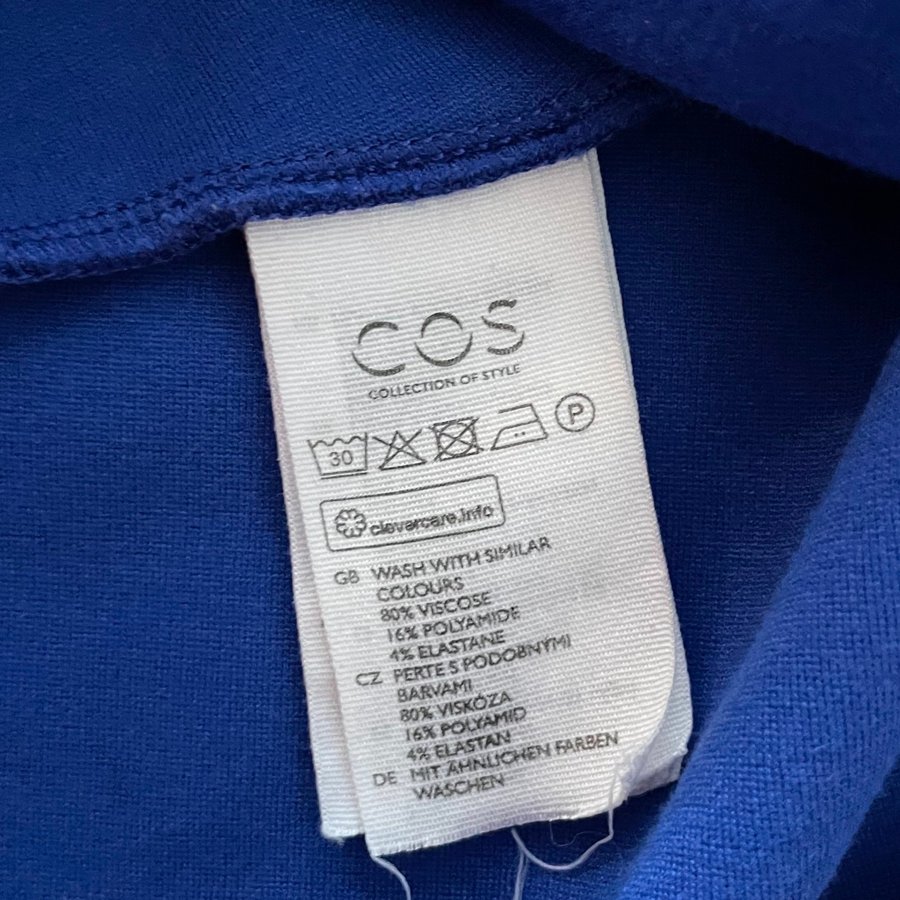 COS
COLLECTION OF STYLE
30
P
clevercare.info
GB WASH WITH SIMILAR
COLOURS
80% VISCOSE
16% POLYAMIDE
4% ELASTANE
CZ PERTE S PODOBNÝMI
BARVAMI
80% VISKÓZA
16% POLYAMID
4% ELASTAN
DE MIT ÄHNLICHEN FARBEN
WASCHEN